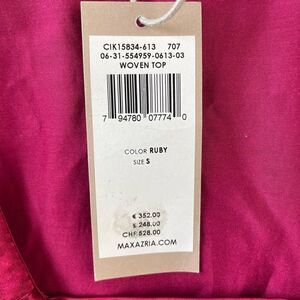 CIK15834-613 707
06-31-554959-0613-03
WOVEN TOP
7 94780 07774 0
COLOR RUBY
SIZE S
€ 352.00
£ 248.00
CHF 528.00
MAXAZRIA.COM